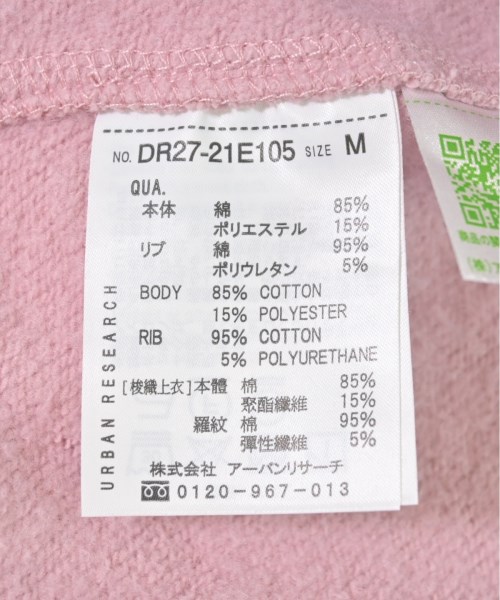 NO. DR27-21E105 SIZE M
QUA.
本体 綿 85%
ポリエステル 15%
リブ 綿 95%
ポリウレタン 5%
BODY 85% COTTON
15% POLYESTER
RIB 95% COTTON
5% POLYURETHANE
[梭織上衣]本體 棉 85%
聚酯纖維 15%
羅紋 棉 95%
彈性纖維 5%
株式会社 アーバンリサーチ
0120-967-013
URBAN RESEARCH
商品の
(株)